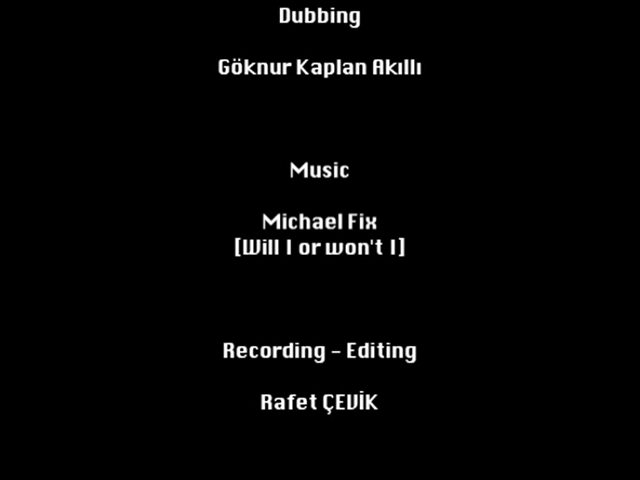 Dubbing
Göknur Kaplan Akıllı
Music
Michael Fix
[Will I or won't I]
Recording - Editing
Rafet ÇEVİK